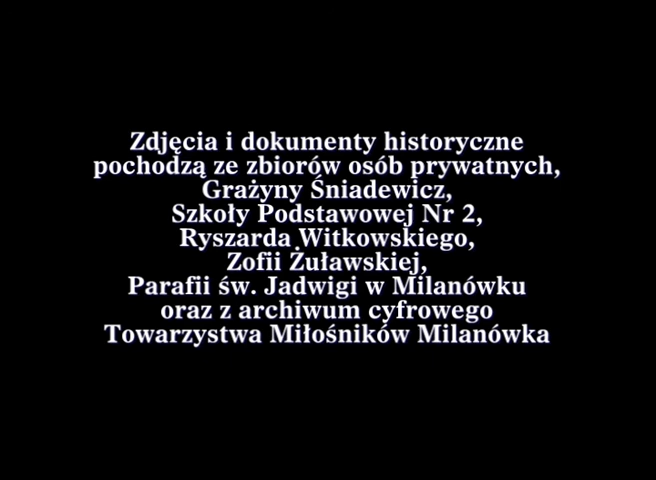 Zdjęcia i dokumenty historyczne
pochodzą ze zbiorów osób prywatnych,
Grażyny Śniadewicz,
Szkoły Podstawowej Nr 2,
Ryszarda Witkowskiego,
Zofii Żuławskiej,
Parafii św. Jadwigi w Milanówku
oraz z archiwum cyfrowego
Towarzystwa Miłośników Milanówka